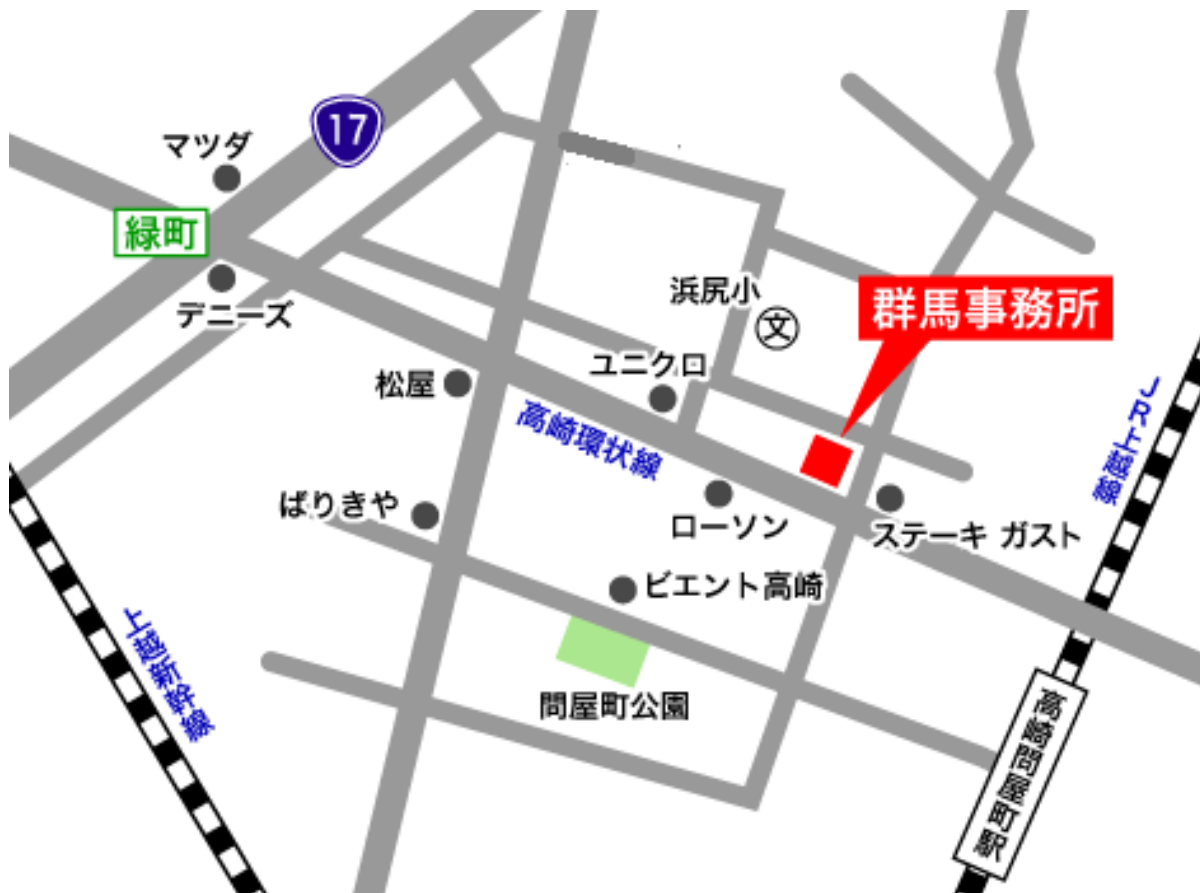 17
マツダ
緑町
デニーズ
浜尻小
文
群馬事務所
ユニクロ
松屋
高崎環状線
JR上越線
ばりきや
ローソン
ステーキ ガスト
ビエント高崎
上越新幹線
問屋町公園
高崎問屋町駅